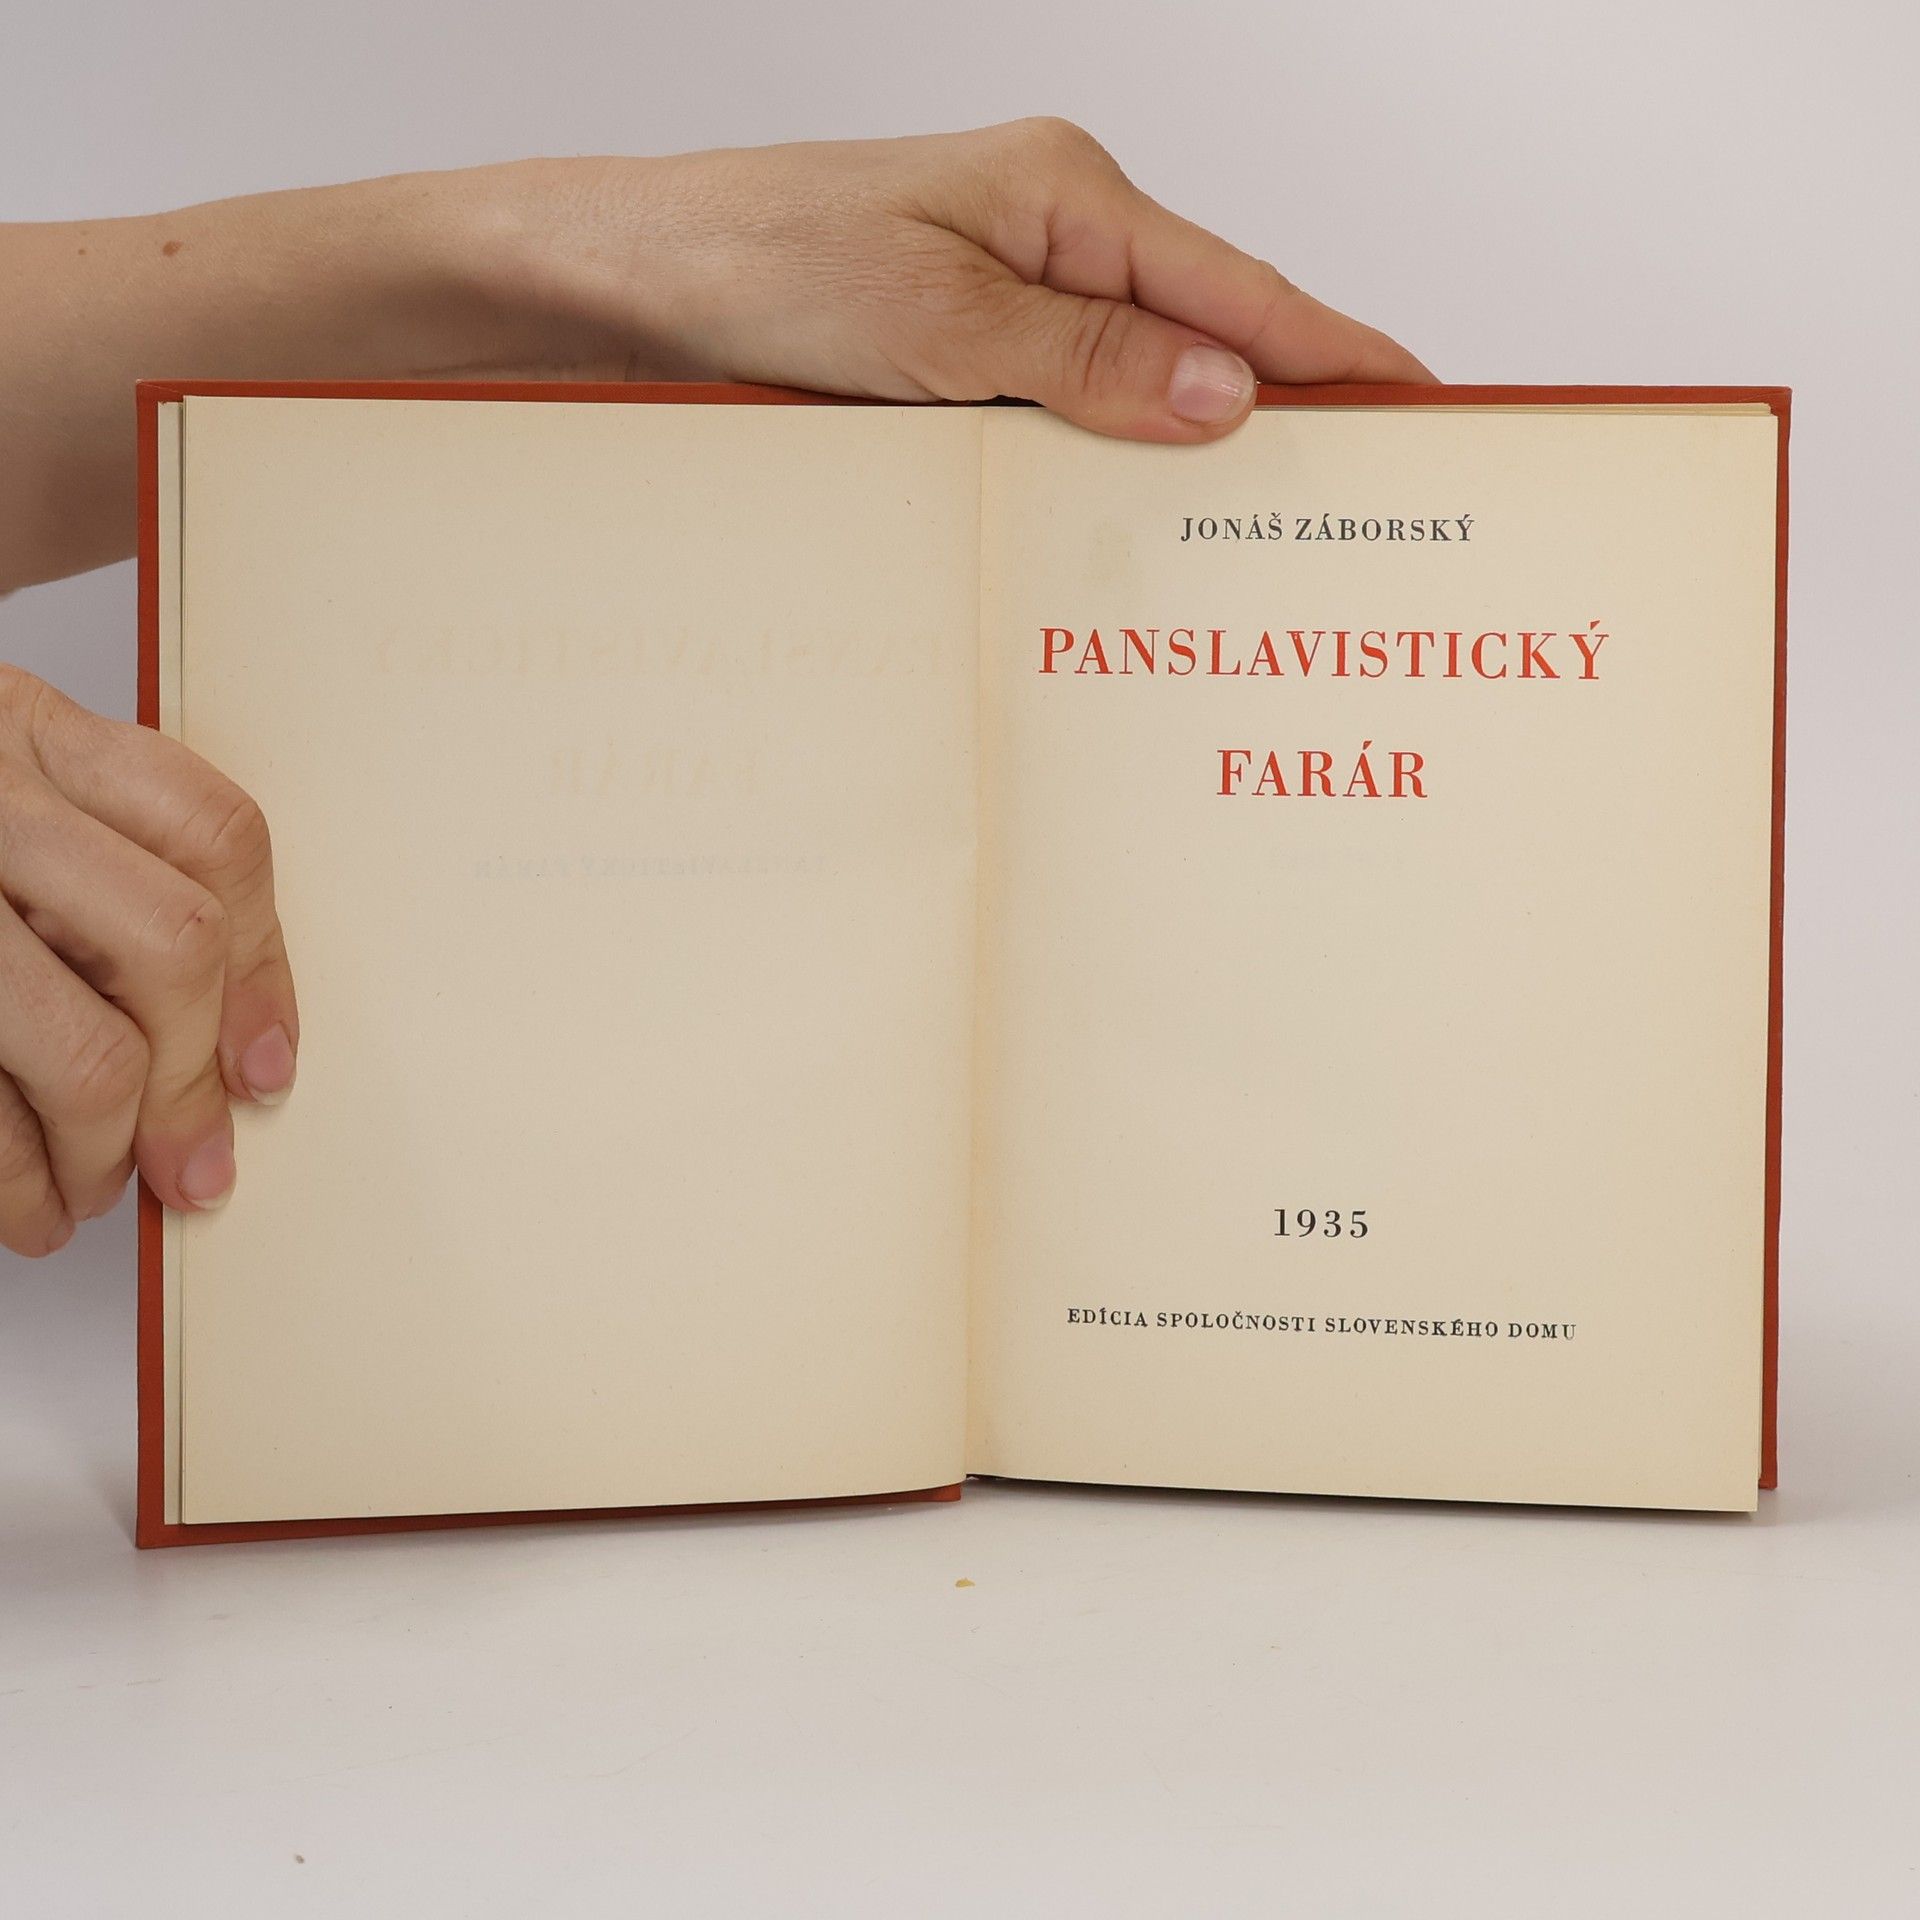 JONÁŠ ZÁBORSKÝ
PANSLAVISTICKÝ
FARÁR
1935
EDÍCIA SPOLOČNOSTI SLOVENSKÉHO DOMU